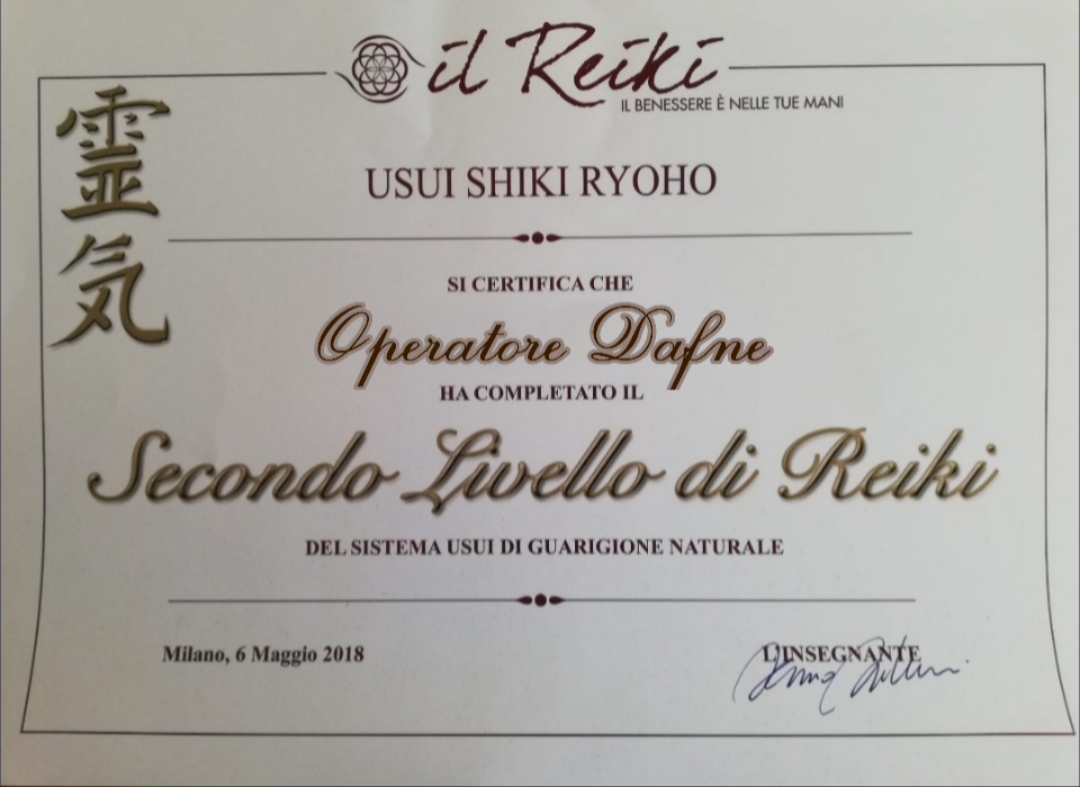 il Reiki
IL BENESSERE È NELLE TUE MANI
靈
気
USUI SHIKI RYOHO
SI CERTIFICA CHE
Operatore Dafne
HA COMPLETATO IL
Secondo Livello di Reiki
DEL SISTEMA USUI DI GUARIGIONE NATURALE
Milano, 6 Maggio 2018
L'INSEGNANTE